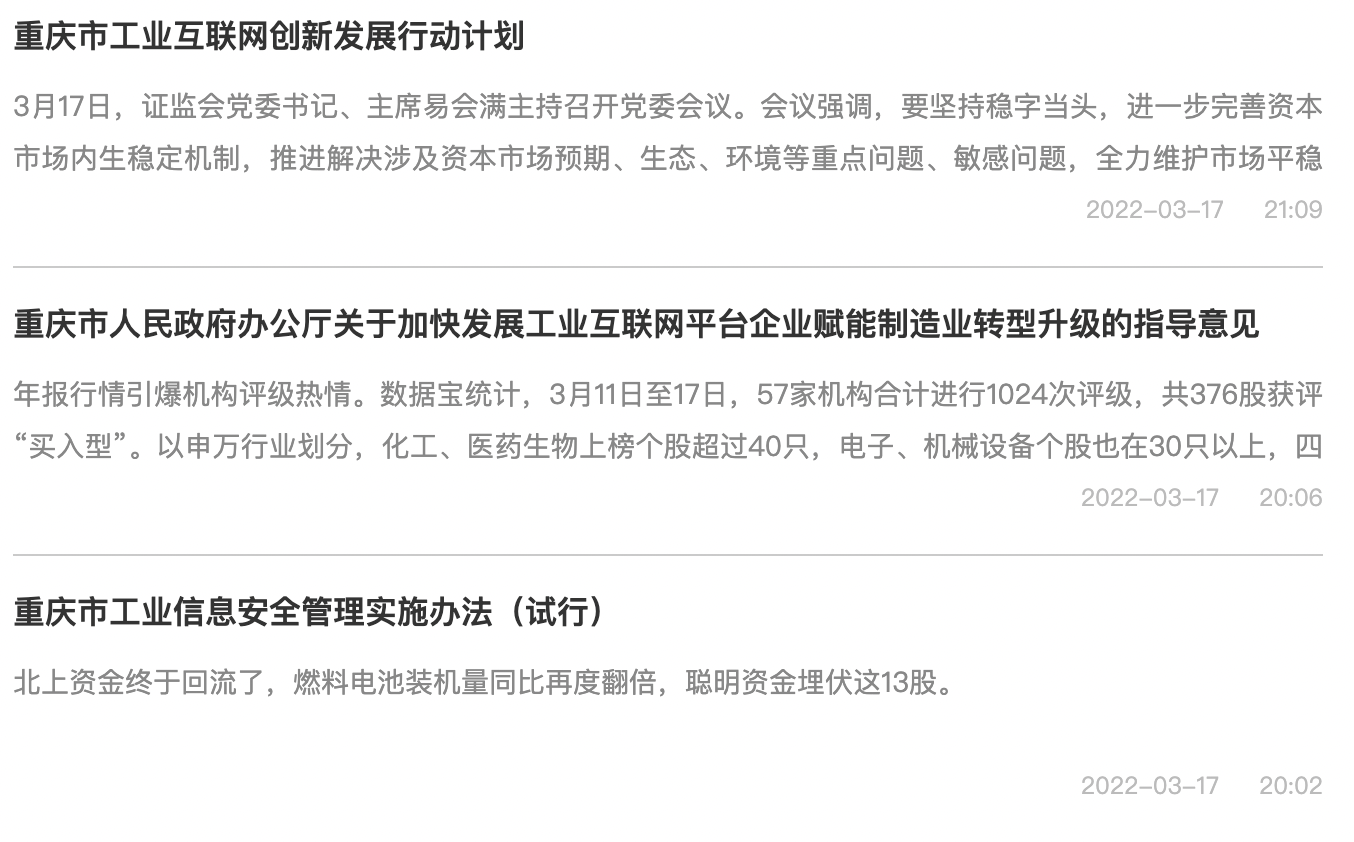 重庆市工业互联网创新发展行动计划
3月17日，证监会党委书记、主席易会满主持召开党委会议。会议强调，要坚持稳字当头，进一步完善资本
市场内生稳定机制，推进解决涉及资本市场预期、生态、环境等重点问题、敏感问题，全力维护市场平稳
2022-03-17 21:09
重庆市人民政府办公厅关于加快发展工业互联网平台企业赋能制造业转型升级的指导意见
年报行情引爆机构评级热情。数据宝统计，3月11日至17日，57家机构合计进行1024次评级，共376股获评
“买入型”。以申万行业划分，化工、医药生物上榜个股超过40只，电子、机械设备个股也在30只以上，四
2022-03-17 20:06
重庆市工业信息安全管理实施办法（试行）
北上资金终于回流了，燃料电池装机量同比再度翻倍，聪明资金埋伏这13股。
2022-03-17 20:02